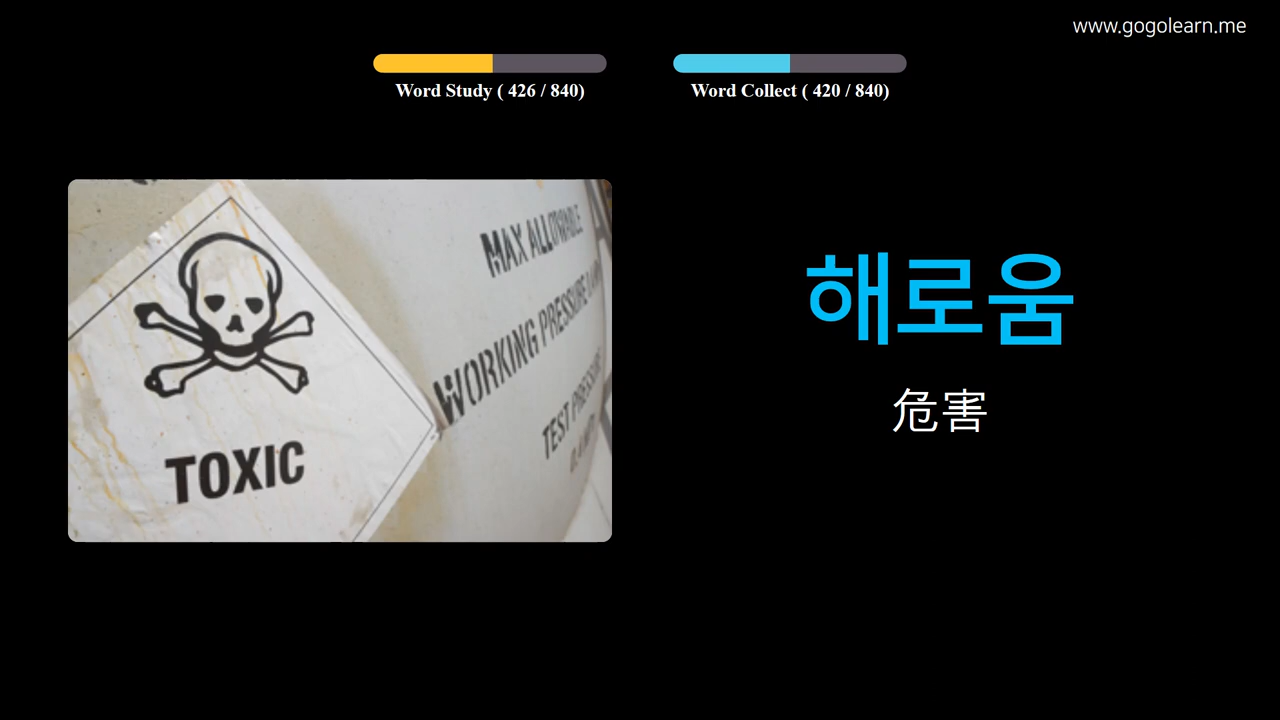 www.gogolearn.me
Word Study ( 426 / 840)
Word Collect ( 420 / 840)
TOXIC
MAX ALLOWABLE
WORKING PRESSURE
TEST PRESSURE
해로움
危害